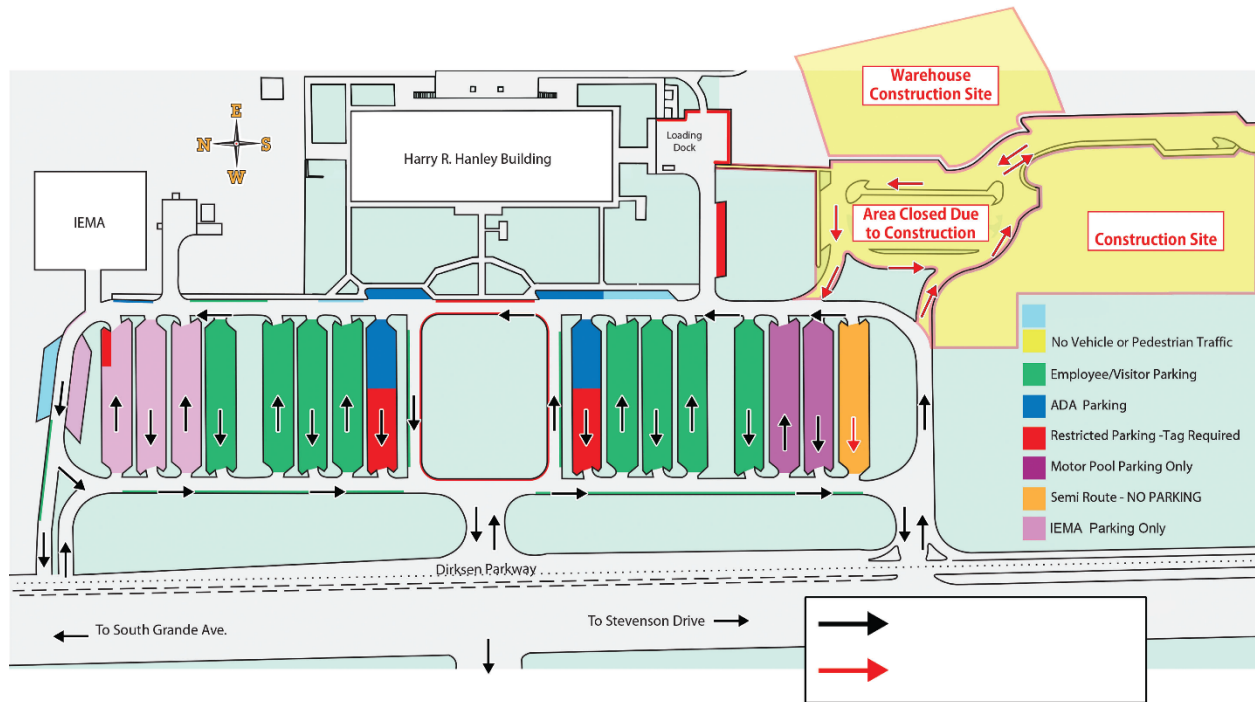 Warehouse
Construction Site
E
N
S
W
Loading
Dock
Harry R. Hanley Building
IEMA
Area Closed Due
to Construction
Construction Site
No Vehicle or Pedestrian Traffic
Employee/Visitor Parking
ADA Parking
Restricted Parking -Tag Required
Motor Pool Parking Only
Semi Route - NO PARKING
IEMA Parking Only
Dirksen Parkway
To South Grande Ave.
To Stevenson Drive